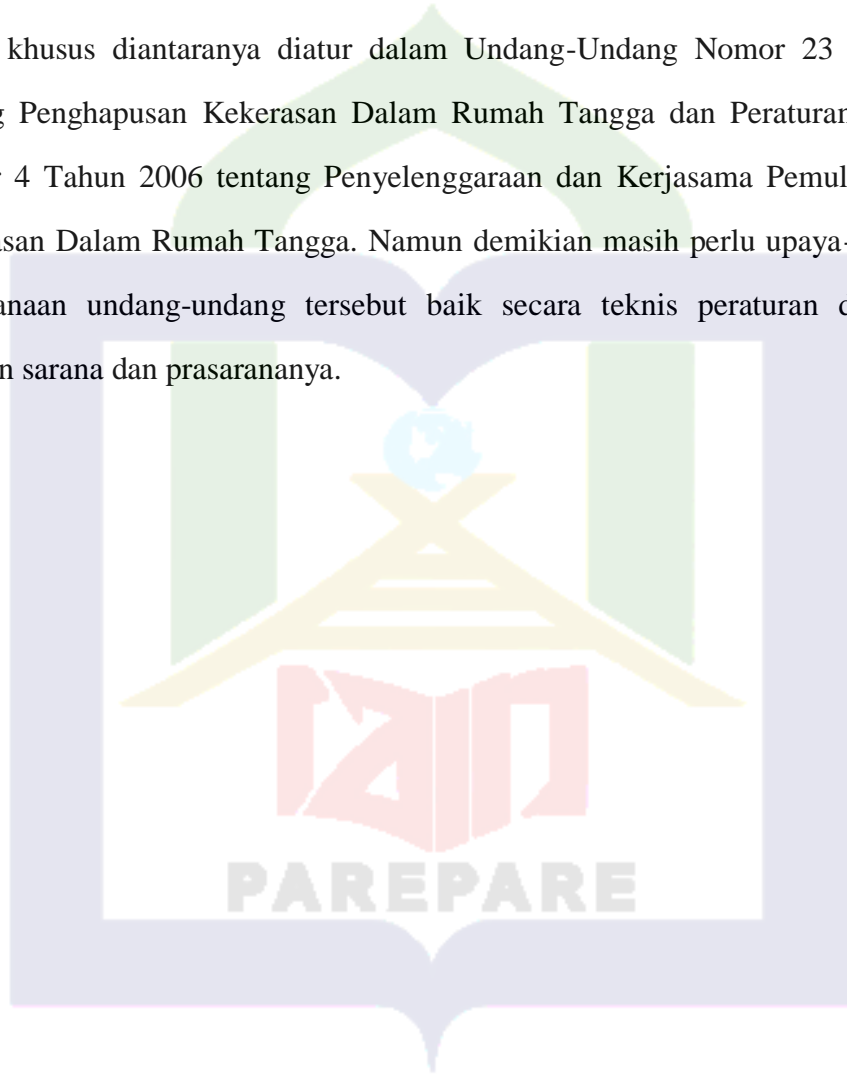 khusus diantaranya diatur dalam Undang-Undang Nomor 23
g Penghapusan Kekerasan Dalam Rumah Tangga dan Peraturan
4 Tahun 2006 tentang Penyelenggaraan dan Kerjasama Pemul
asan Dalam Rumah Tangga. Namun demikian masih perlu upaya-
anaan undang-undang tersebut baik secara teknis peraturan d
n sarana dan prasarananya.
iain
PAREPARE